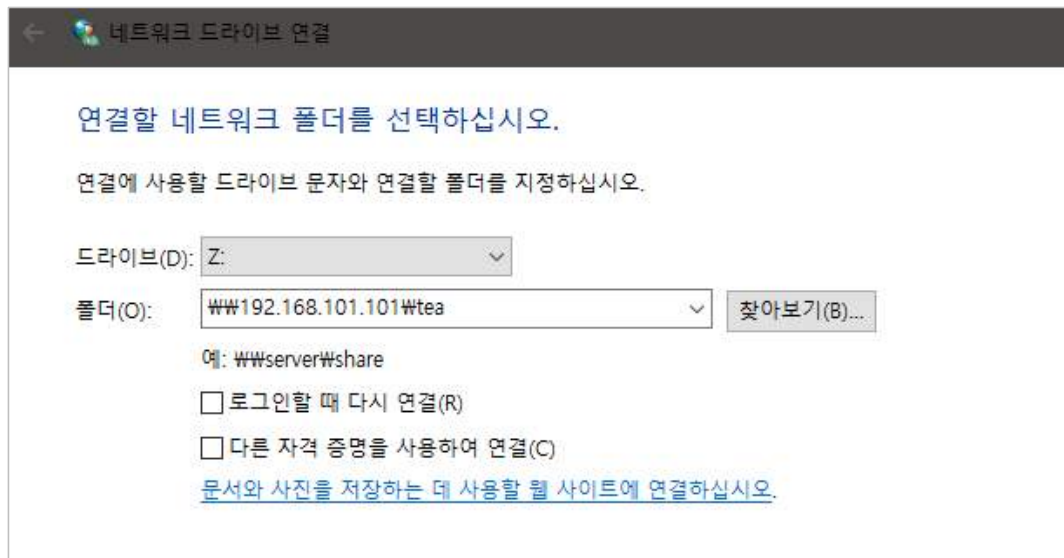 네트워크 드라이브 연결
연결할 네트워크 폴더를 선택하십시오.
연결에 사용할 드라이브 문자와 연결할 폴더를 지정하십시오.
드라이브(D): Z:
폴더(O): ₩₩192.168.101.101₩tea 찾아보기(B)...
예: ₩₩server₩share
로그인할 때 다시 연결(R)
다른 자격 증명을 사용하여 연결(C)
문서와 사진을 저장하는 데 사용할 웹 사이트에 연결하십시오.